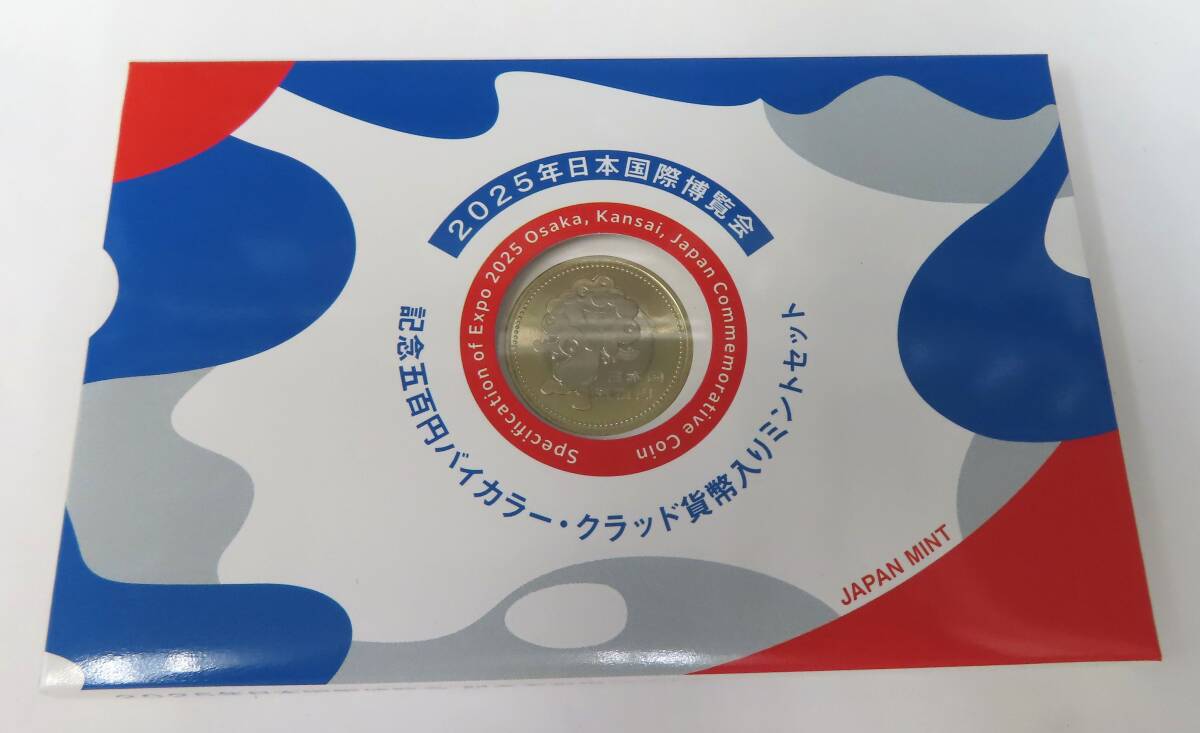 2025年日本国際博覧会
Specification of Expo 2025 Osaka, Kansai, Japan Commemorative Coin
記念五百円バイカラー・クラッド貨幣入りミントセット
JAPAN MINT